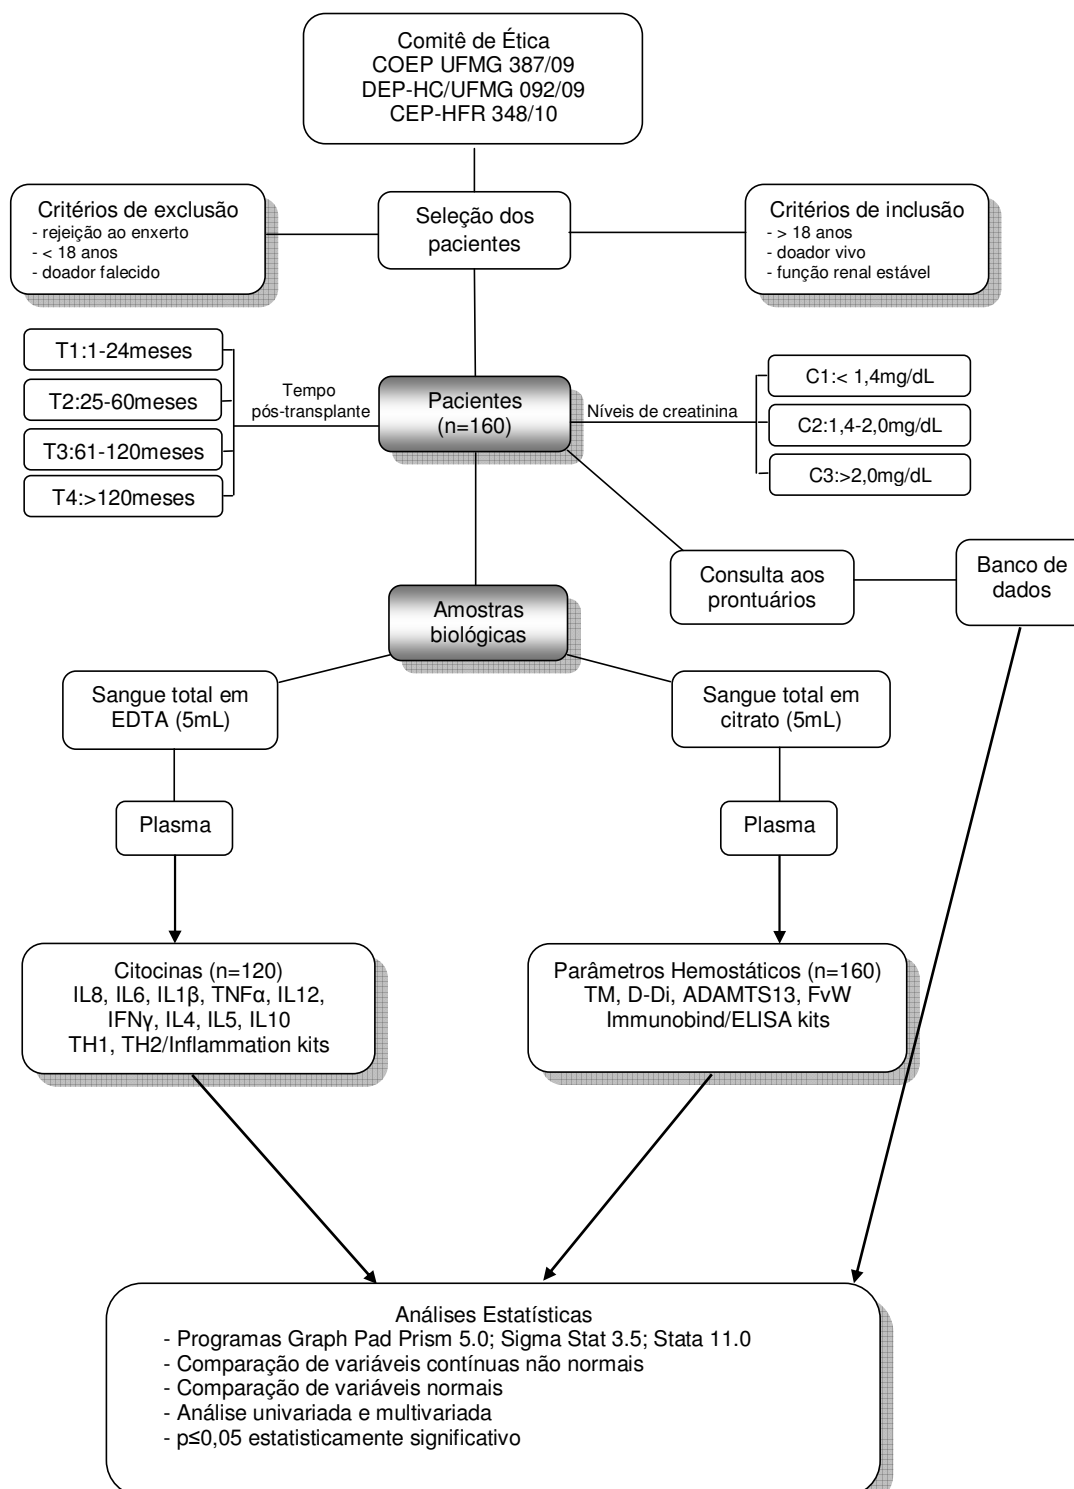 Comitê de Ética
COEP UFMG 387/09
DEP-HC/UFMG 092/09
CEP-HFR 348/10
Critérios de exclusão
- rejeição ao enxerto
- < 18 anos
- doador falecido
Seleção dos
pacientes
Critérios de inclusão
- > 18 anos
- doador vivo
- função renal estável
T1:1-24meses
T2:25-60meses
T3:61-120meses
T4:>120meses
Tempo
pós-transplante
Pacientes
(n=160)
Níveis de creatinina
C1:< 1,4mg/dL
C2:1,4-2,0mg/dL
C3:>2,0mg/dL
Consulta aos
prontuários
Banco de
dados
Amostras
biológicas
Sangue total em
EDTA (5mL)
Sangue total em
citrato (5mL)
Plasma
Plasma
Citocinas (n=120)
IL8, IL6, IL1β, TNFα, IL12,
IFNγ, IL4, IL5, IL10
TH1, TH2/Inflammation kits
Parâmetros Hemostáticos (n=160)
TM, D-Di, ADAMTS13, FvW
Immunobind/ELISA kits
Análises Estatísticas
- Programas Graph Pad Prism 5.0; Sigma Stat 3.5; Stata 11.0
- Comparação de variáveis contínuas não normais
- Comparação de variáveis normais
- Análise univariada e multivariada
- p≤0,05 estatisticamente significativo